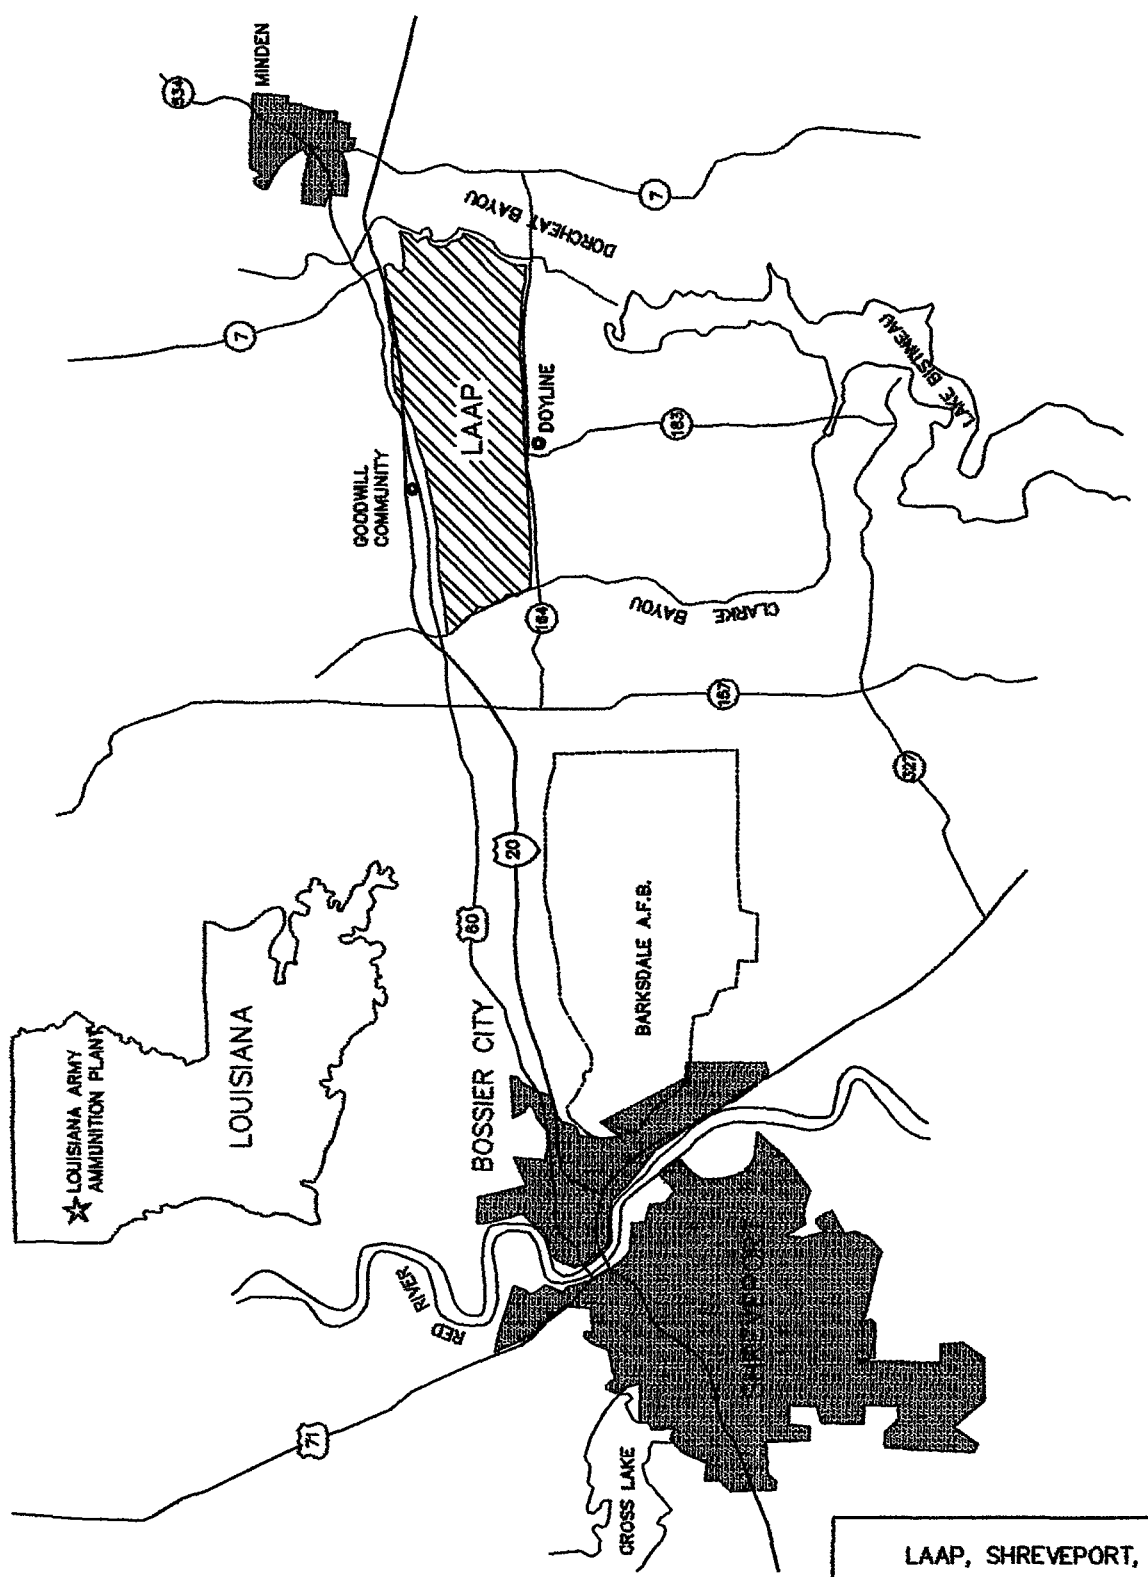 LOUISIANA ARMY
AMMUNITION PLANT
LOUISIANA
RED RIVER
71
CROSS LAKE
SHREVEPORT
BOSSIER CITY
80
20
BARKSDALE A.F.B.
157
527
164
CLARKE
BAYOU
GOODWILL
COMMUNITY
LAAP
DOYLINE
163
LAKE BISTINEAU
7
DORCHEAT BAYOU
7
MINDEN
534
LAAP, SHREVEPORT,